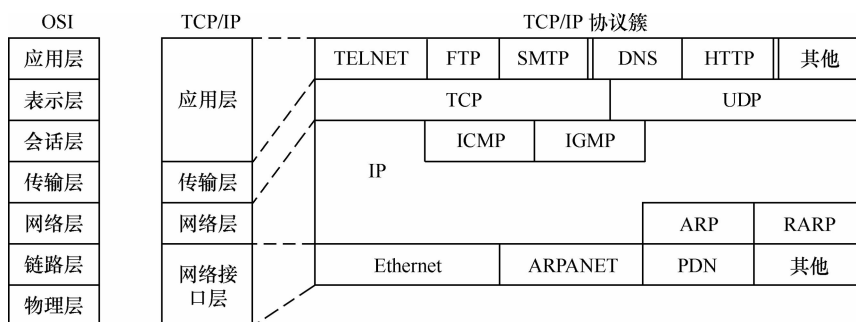 OSI TCP/IP TCP/IP 协议簇
应用层 TELNET FTP SMTP DNS HTTP 其他
表示层 应用层 TCP UDP
会话层 ICMP IGMP
传输层 传输层 IP
网络层 网络层 ARP RARP
链路层 网络接口层 Ethernet ARPANET PDN 其他
物理层